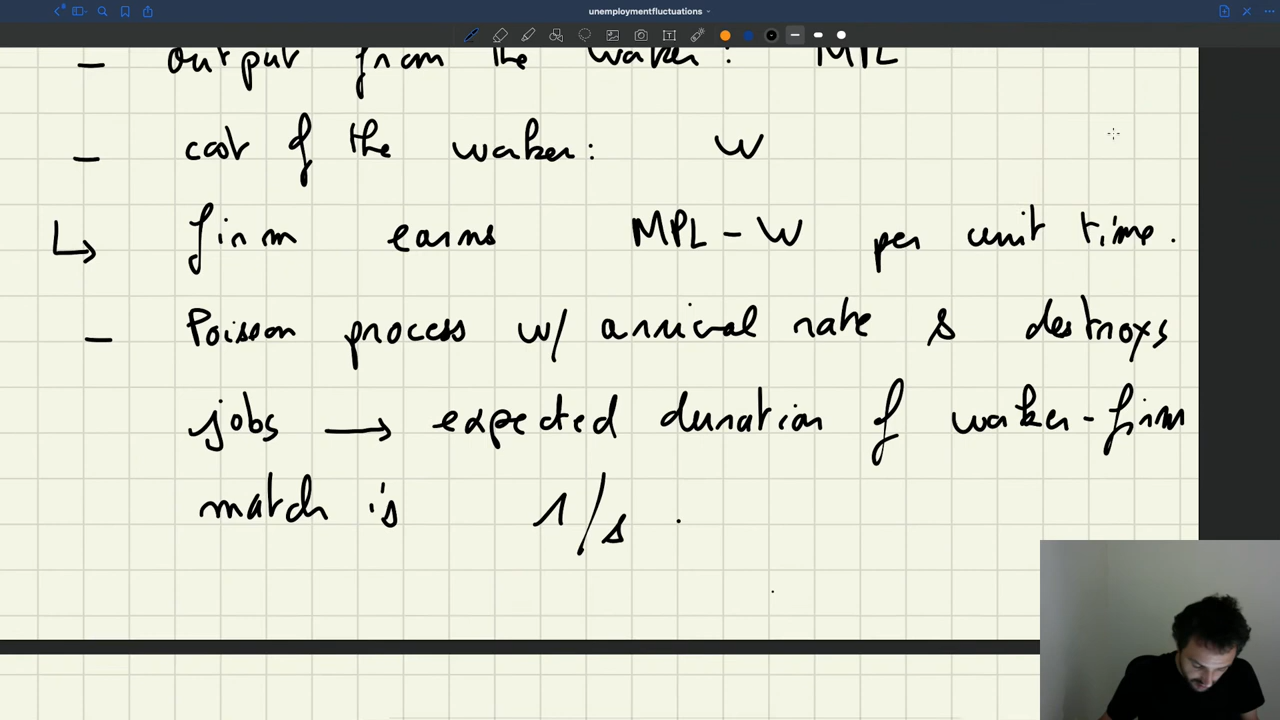 unemploymentfluctuations
- output from the worker: MPL
- cost of the worker: W
↳ firm earns MPL - W per unit time.
- Poisson process w/ arrival rate s destroys
jobs → expected duration of worker-firm
match is 1/s.